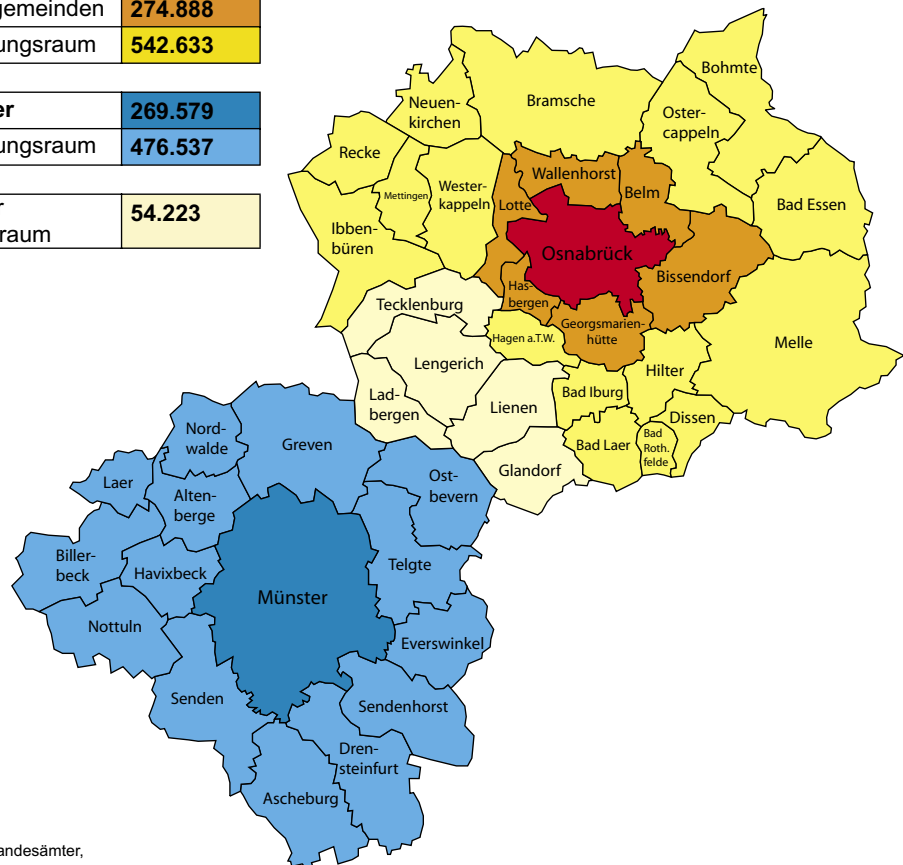 gemeinden 274.888
ungsraum 542.633
er 269.579
ungsraum 476.537
r 54.223
raum
Bohmte
Neuen-
kirchen
Bramsche
Oster-
cappeln
Recke
Mettingen
Wester-
kappeln
Wallenhorst
Belm
Lotte
Bad Essen
Ibben-
büren
Osnabrück
Bissendorf
Has-
bergen
Tecklenburg
Georgsmarien-
hütte
Hagen a.T.W.
Melle
Lengerich
Hilter
Lad-
bergen
Lienen
Bad Iburg
Dissen
Bad Laer
Bad
Roth.
felde
Glandorf
Nord-
walde
Greven
Laer
Alten-
berge
Ost-
bevern
Biller-
beck
Havixbeck
Telgte
Münster
Nottuln
Everswinkel
Senden
Sendenhorst
Dren-
steinfurt
Ascheburg
andesämter,